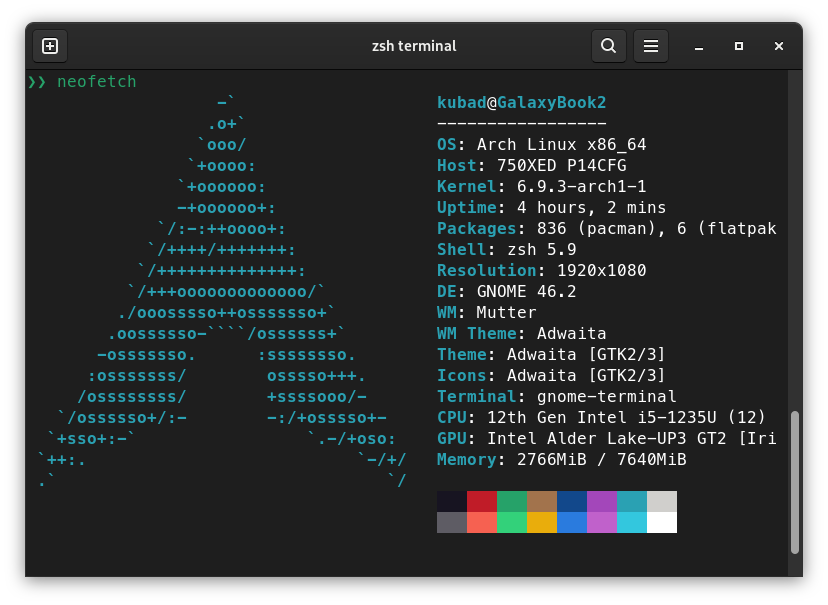 zsh terminal
❯❯ neofetch
                  -`
                 .o+`
                `ooo/
               `+oooo:
              `+oooooo:
              -+oooooo+:
            `/:-:++oooo+:
           `/++++/+++++++:
          `/++++++++++++++:
         `/+++ooooooooooooo/`
        ./ooosssso++osssssso+`
       .oossssso-````/ossssss+`
      -osssssso.      :ssssssso.
     :osssssss/        osssso+++.
    /ossssssss/        +ssssooo/-
  `/ossssso+/:-        -:/+osssso+-
 `+sso+:-`                 `.-/+oso:
`++:.                           `-/+/
.`                                 `/
kubad@GalaxyBook2
-----------------
OS: Arch Linux x86_64
Host: 750XED P14CFG
Kernel: 6.9.3-arch1-1
Uptime: 4 hours, 2 mins
Packages: 836 (pacman), 6 (flatpak
Shell: zsh 5.9
Resolution: 1920x1080
DE: GNOME 46.2
WM: Mutter
WM Theme: Adwaita
Theme: Adwaita [GTK2/3]
Icons: Adwaita [GTK2/3]
Terminal: gnome-terminal
CPU: 12th Gen Intel i5-1235U (12)
GPU: Intel Alder Lake-UP3 GT2 [Iri
Memory: 2766MiB / 7640MiB